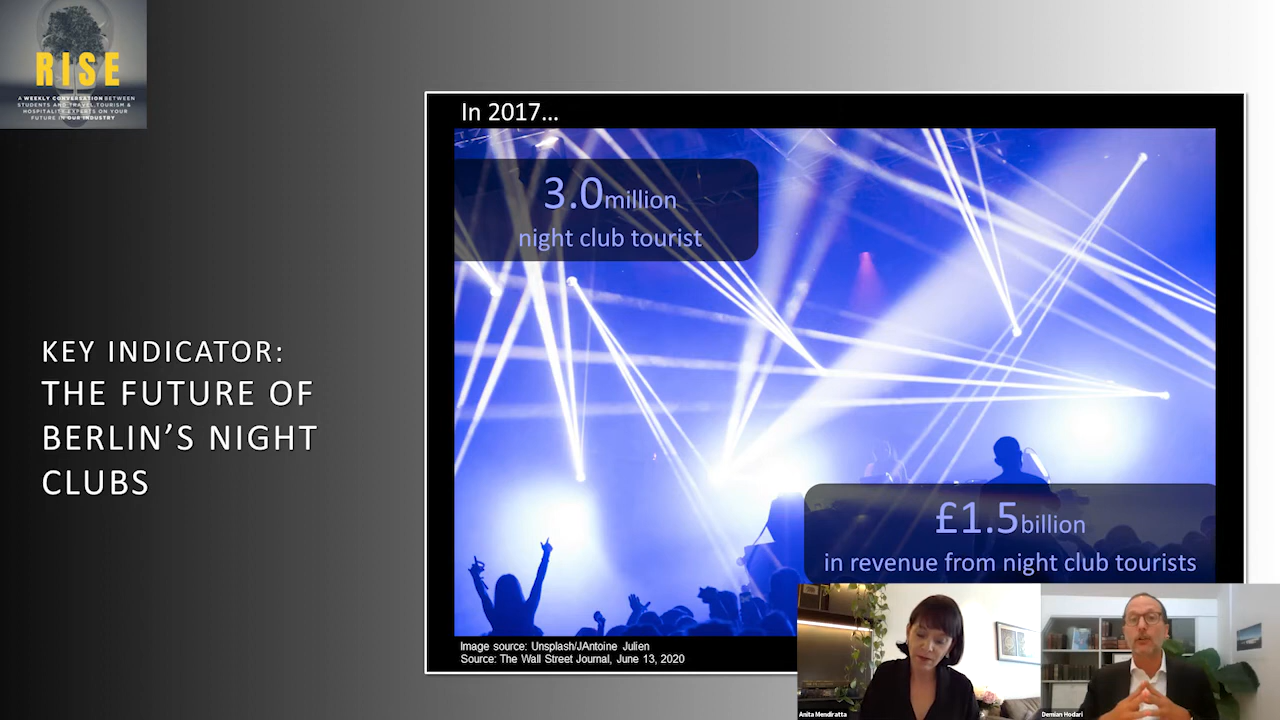 RISE
A WEEKLY CONVERSATION BETWEEN
STUDENTS AND TRAVEL, TOURISM &
HOSPITALITY EXPERTS ON YOUR
FUTURE IN OUR INDUSTRY
KEY INDICATOR:
THE FUTURE OF
BERLIN’S NIGHT
CLUBS
In 2017…
3.0million
night club tourist
£1.5billion
in revenue from night club tourists
Image source: Unsplash/JAntoine Julien
Source: The Wall Street Journal, June 13, 2020
Anita Mendiratta
Demian Hodari